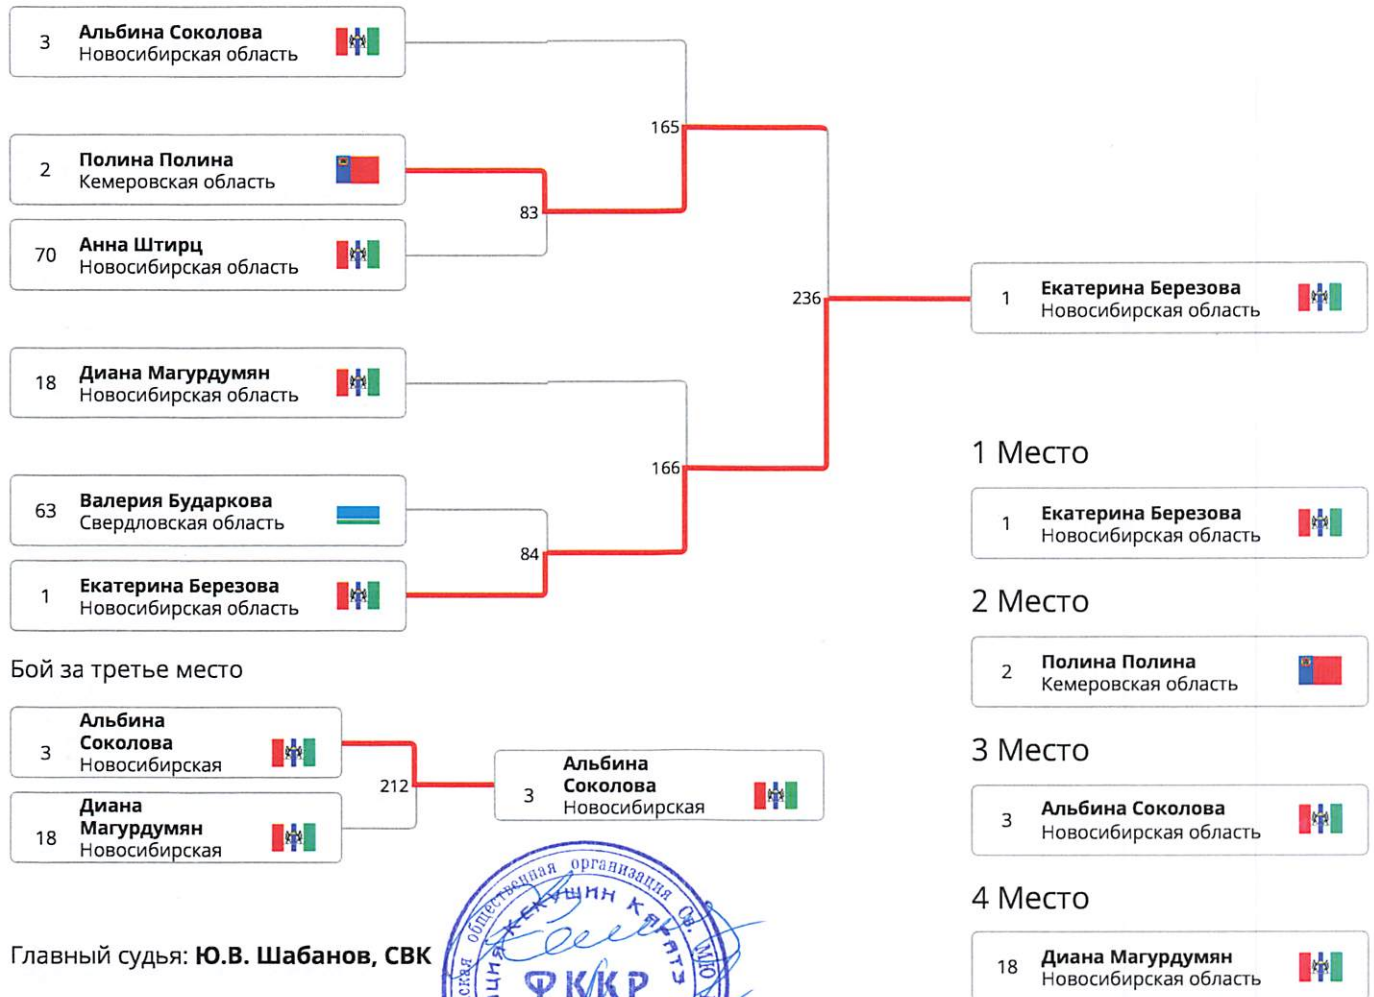 3
Альбина Соколова
Новосибирская область
165
2
Полина Полина
Кемеровская область
83
70
Анна Штирц
Новосибирская область
236
1
Екатерина Березова
Новосибирская область
18
Диана Магурдумян
Новосибирская область
166
63
Валерия Бударкова
Свердловская область
84
1
Екатерина Березова
Новосибирская область
1 Место
1
Екатерина Березова
Новосибирская область
2 Место
2
Полина Полина
Кемеровская область
3 Место
3
Альбина Соколова
Новосибирская область
4 Место
18
Диана Магурдумян
Новосибирская область
Бой за третье место
3
Альбина
Соколова
Новосибирская
212
18
Диана
Магурдумян
Новосибирская
3
Альбина
Соколова
Новосибирская
Главный судья: Ю.В. Шабанов, СВК
общественная организация
КАРАТЭ
ФККР